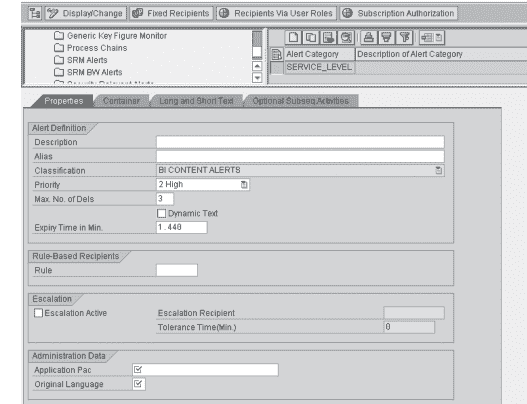 Display/Change Fixed Recipients Recipients Via User Roles Subscription Authorization
Generic Key Figure Monitor
Process Chains
SRM Alerts
SRM BW Alerts
Alert Category Description of Alert Category
SERVICE_LEVEL
Properties Container Long and Short Text Optional Subseq.Activities
Alert Definition
Description
Alias
Classification BI CONTENT ALERTS
Priority 2 High
Max. No. of Dels 3
Dynamic Text
Expiry Time in Min. 1.440
Rule-Based Recipients
Rule
Escalation
Escalation Active Escalation Recipient
Tolerance Time(Min.) 0
Administration Data
Application Pac
Original Language